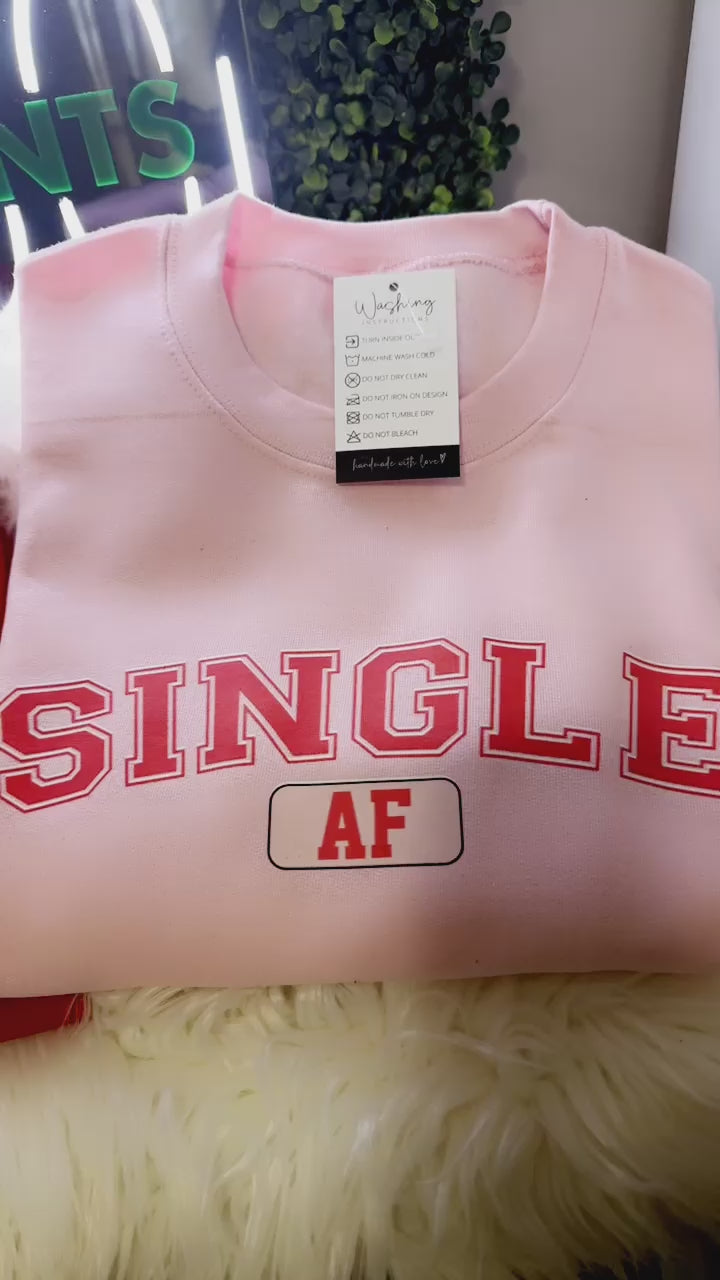 NTS
Washing
INSTRUCTIONS
TURN INSIDE OU
MACHINE WASH COLD
DO NOT DRY CLEAN
DO NOT IRON ON DESIGN
DO NOT TUMBLE DRY
DO NOT BLEACH
handmade with love
SINGLE
AF